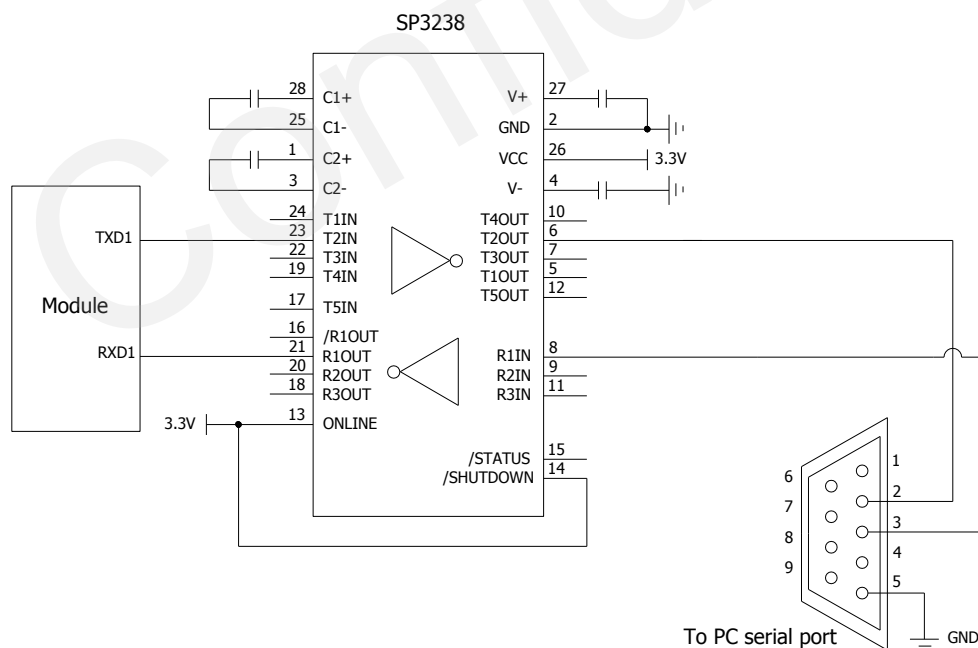 Confid
SP3238
28 C1+ V+ 27
25 C1- GND 2
1 C2+ VCC 26 3.3V
3 C2- V- 4
24 T1IN T4OUT 10
TXD1 23 T2IN T2OUT 6
22 T3IN T3OUT 7
19 T4IN T1OUT 5
T5OUT 12
17 T5IN
Module
16 /R1OUT
RXD1 21 R1OUT R1IN 8
20 R2OUT R2IN 9
18 R3OUT R3IN 11
3.3V 13 ONLINE
/STATUS 15
/SHUTDOWN 14
1
6
2
7
3
8
4
9
5
To PC serial port GND